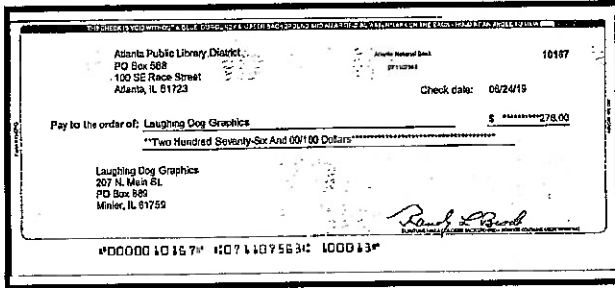 Atlanta Public Library District
PO Box 568
100 SE Race Street
Atlanta, IL 61723
Atlanta National Bank
10167
Check date: 06/24/19
Pay to the order of: Laughing Dog Graphics
$ *********276.00
**Two Hundred Seventy-Six And 00/100 Dollars
Laughing Dog Graphics
207 N. Main St.
PO Box 889
Minier, IL 61759
⑈0000010167⑈ ⑆071107563⑆ 100013⑈